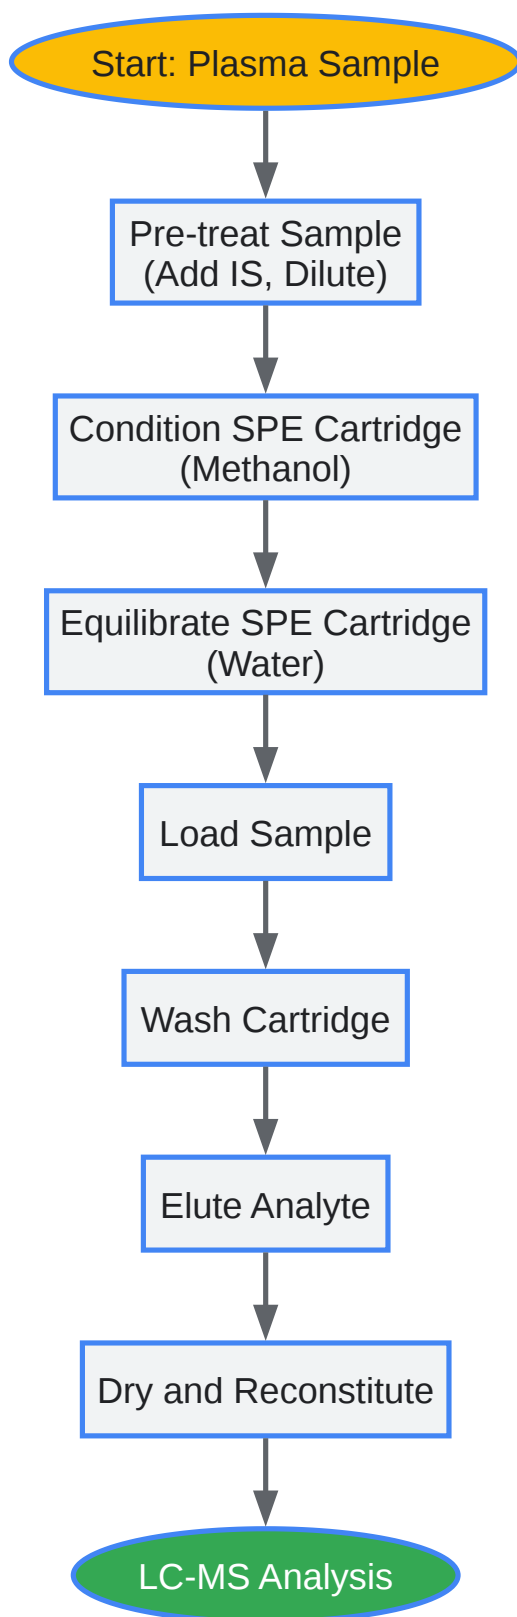 Start: Plasma Sample
Pre-treat Sample
(Add IS, Dilute)
Condition SPE Cartridge
(Methanol)
Equilibrate SPE Cartridge
(Water)
Load Sample
Wash Cartridge
Elute Analyte
Dry and Reconstitute
LC-MS Analysis